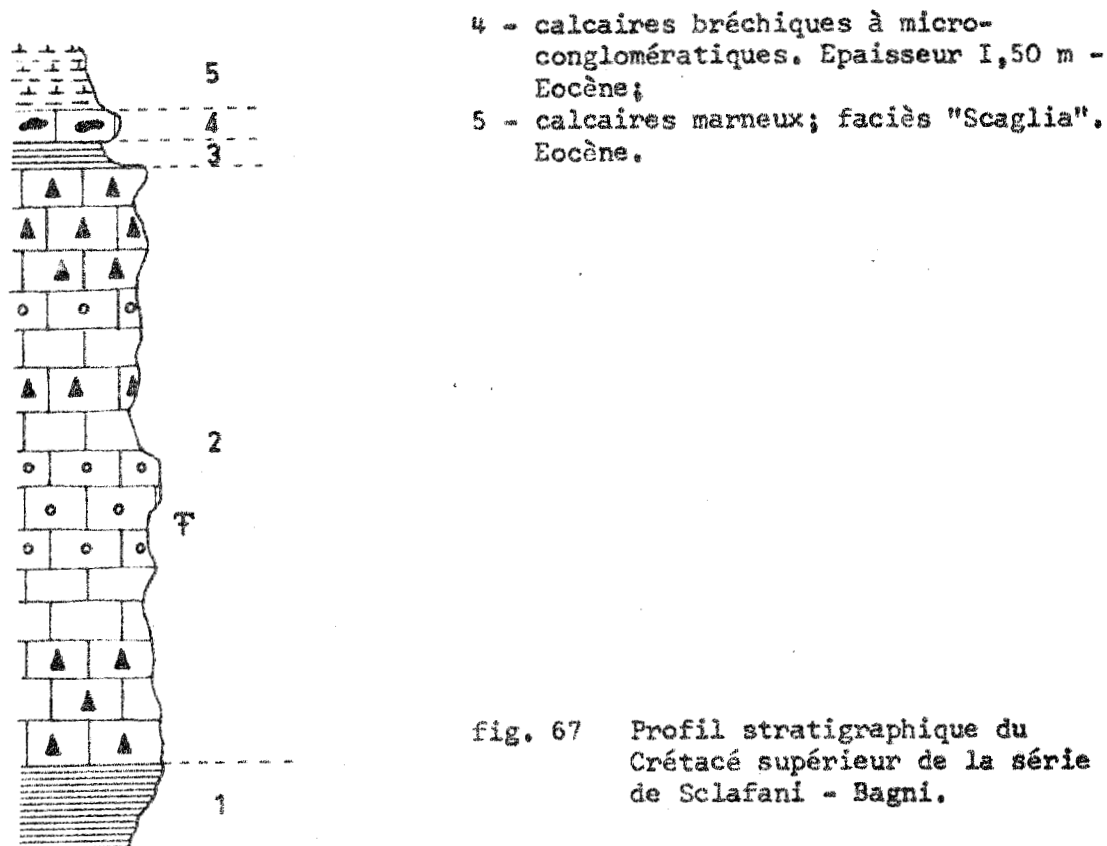 4 - calcaires bréchiques à micro-
conglomératiques. Epaisseur I,50 m -
Eocène;
5 - calcaires marneux; faciès "Scaglia".
Eocène.
5
4
3
2
1
fig. 67 Profil stratigraphique du
Crétacé supérieur de la série
de Sclafani - Bagni.